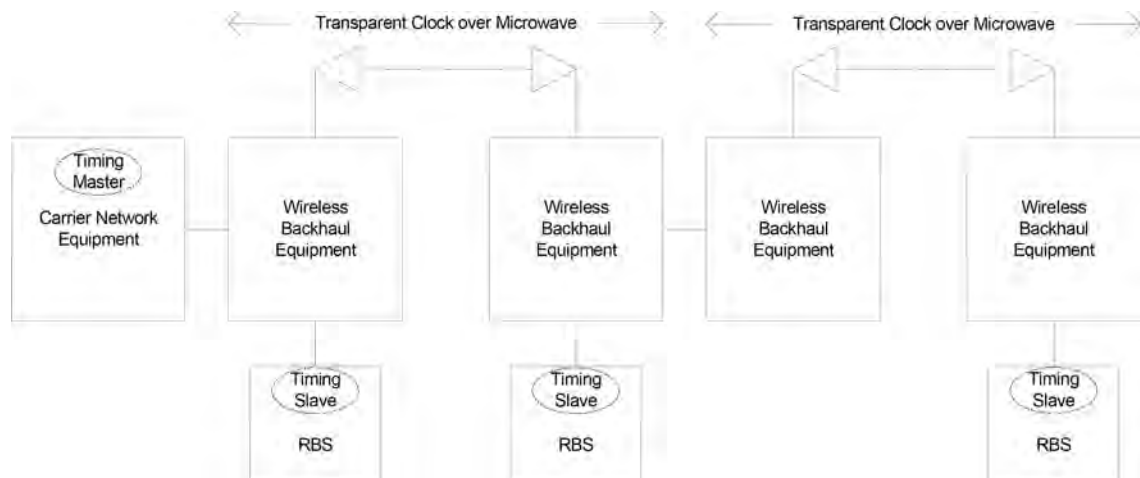 Transparent Clock over Microwave
Transparent Clock over Microwave
Timing
Master
Carrier Network
Equipment
Wireless
Backhaul
Equipment
Wireless
Backhaul
Equipment
Wireless
Backhaul
Equipment
Wireless
Backhaul
Equipment
Timing
Slave
RBS
Timing
Slave
RBS
Timing
Slave
RBS